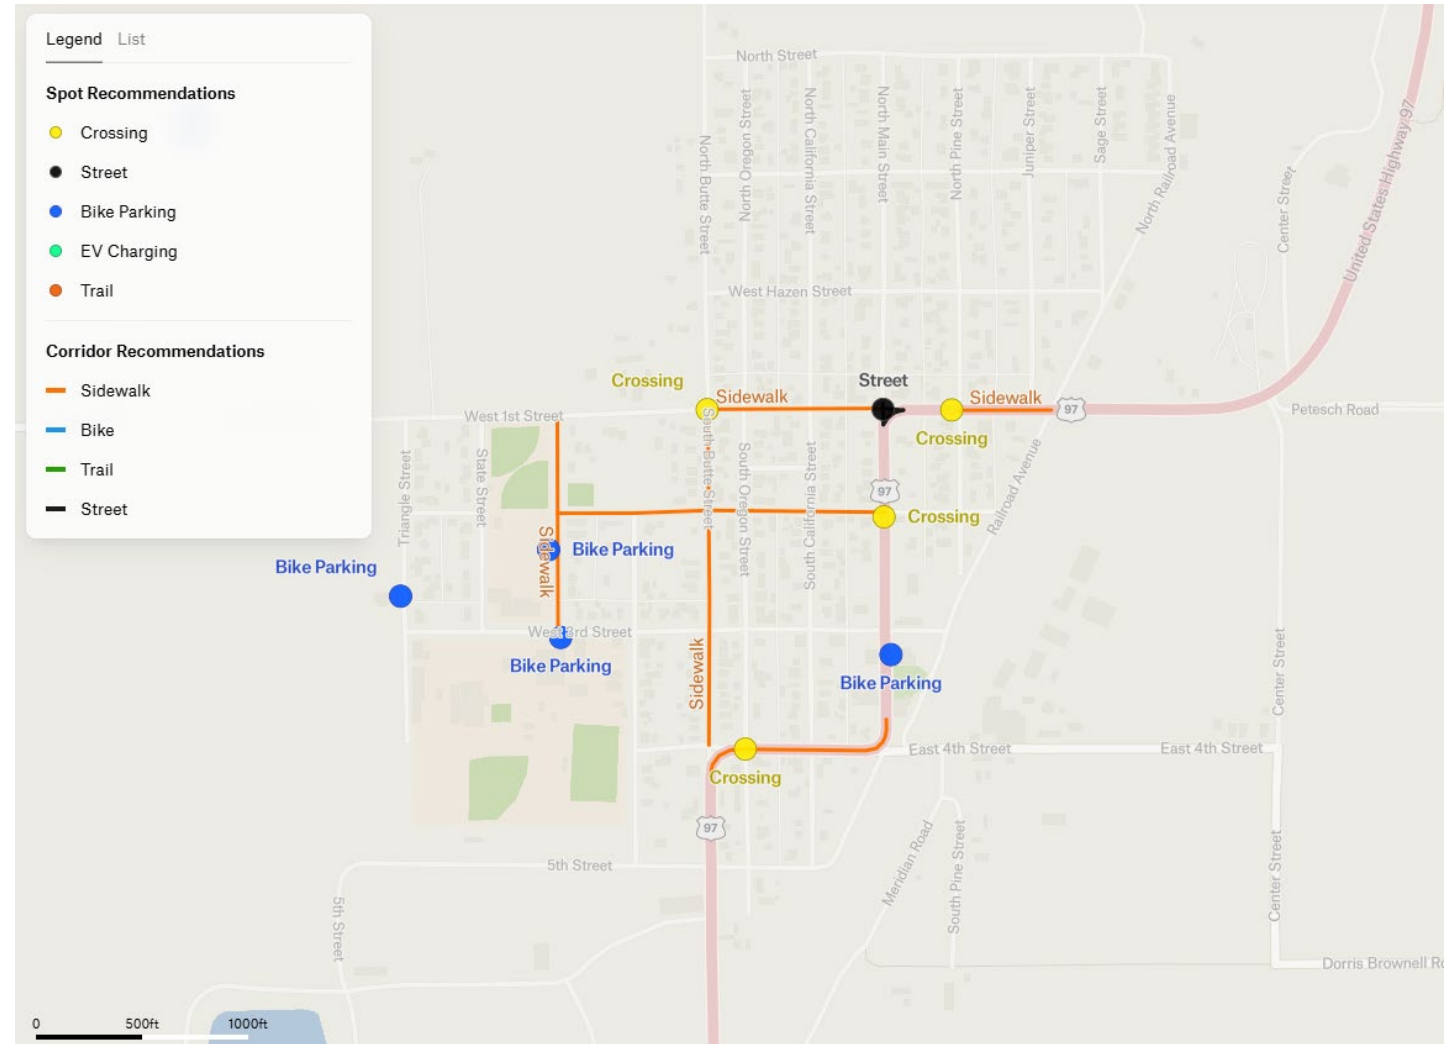 Legend List
Spot Recommendations
Crossing
Street
Bike Parking
EV Charging
Trail
Corridor Recommendations
Sidewalk
Bike
Trail
Street
North Street
North Butte Street
North Oregon Street
North California Street
North Main Street
North Pine Street
Juniper Street
Sage Street
North Railroad Avenue
Center Street
United States Highway 97
West Hazen Street
Crossing
Sidewalk
Street
Sidewalk
97
Petesch Road
West 1st Street
Crossing
Triangle Street
State Street
South Butte Street
South Oregon Street
South California Street
97
Crossing
Railroad Avenue
Sidewalk
Bike Parking
Bike Parking
West 3rd Street
Bike Parking
Sidewalk
Bike Parking
Center Street
East 4th Street
East 4th Street
Crossing
97
5th Street
5th Street
Meridian Road
South Pine Street
Center Street
Dorris Brownell Ro
0 500ft 1000ft